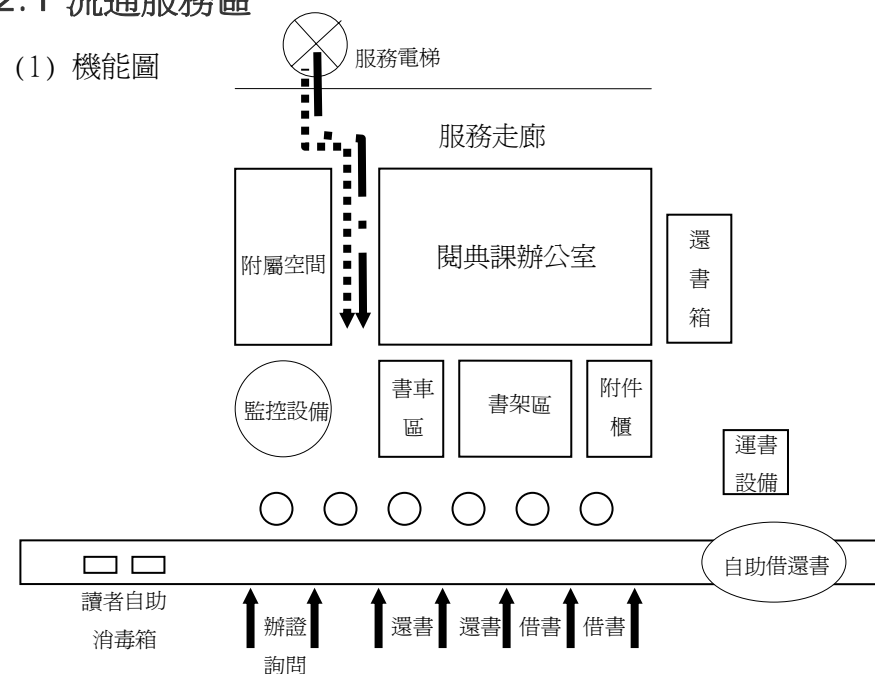 2.1 流通服務區
(1) 機能圖
服務電梯
服務走廊
附屬空間
閱典課辦公室
還
書
箱
監控設備
書車
區
書架區
附件
櫃
運書
設備
自助借還書
讀者自助
消毒箱
辦證
詢問
還書
還書
借書
借書